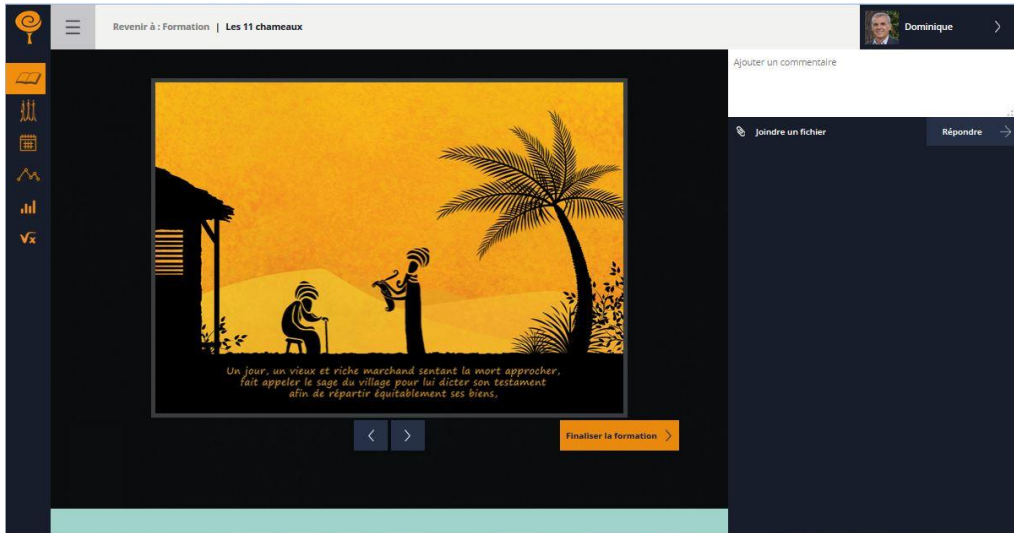 Revenir à : Formation | Les 11 chameaux
Dominique
Ajouter un commentaire
Joindre un fichier
Répondre
Un jour, un vieux et riche marchand sentant la mort approcher,
fait appeler le sage du village pour lui dicter son testament
afin de répartir équitablement ses biens,
Finaliser la formation
√x